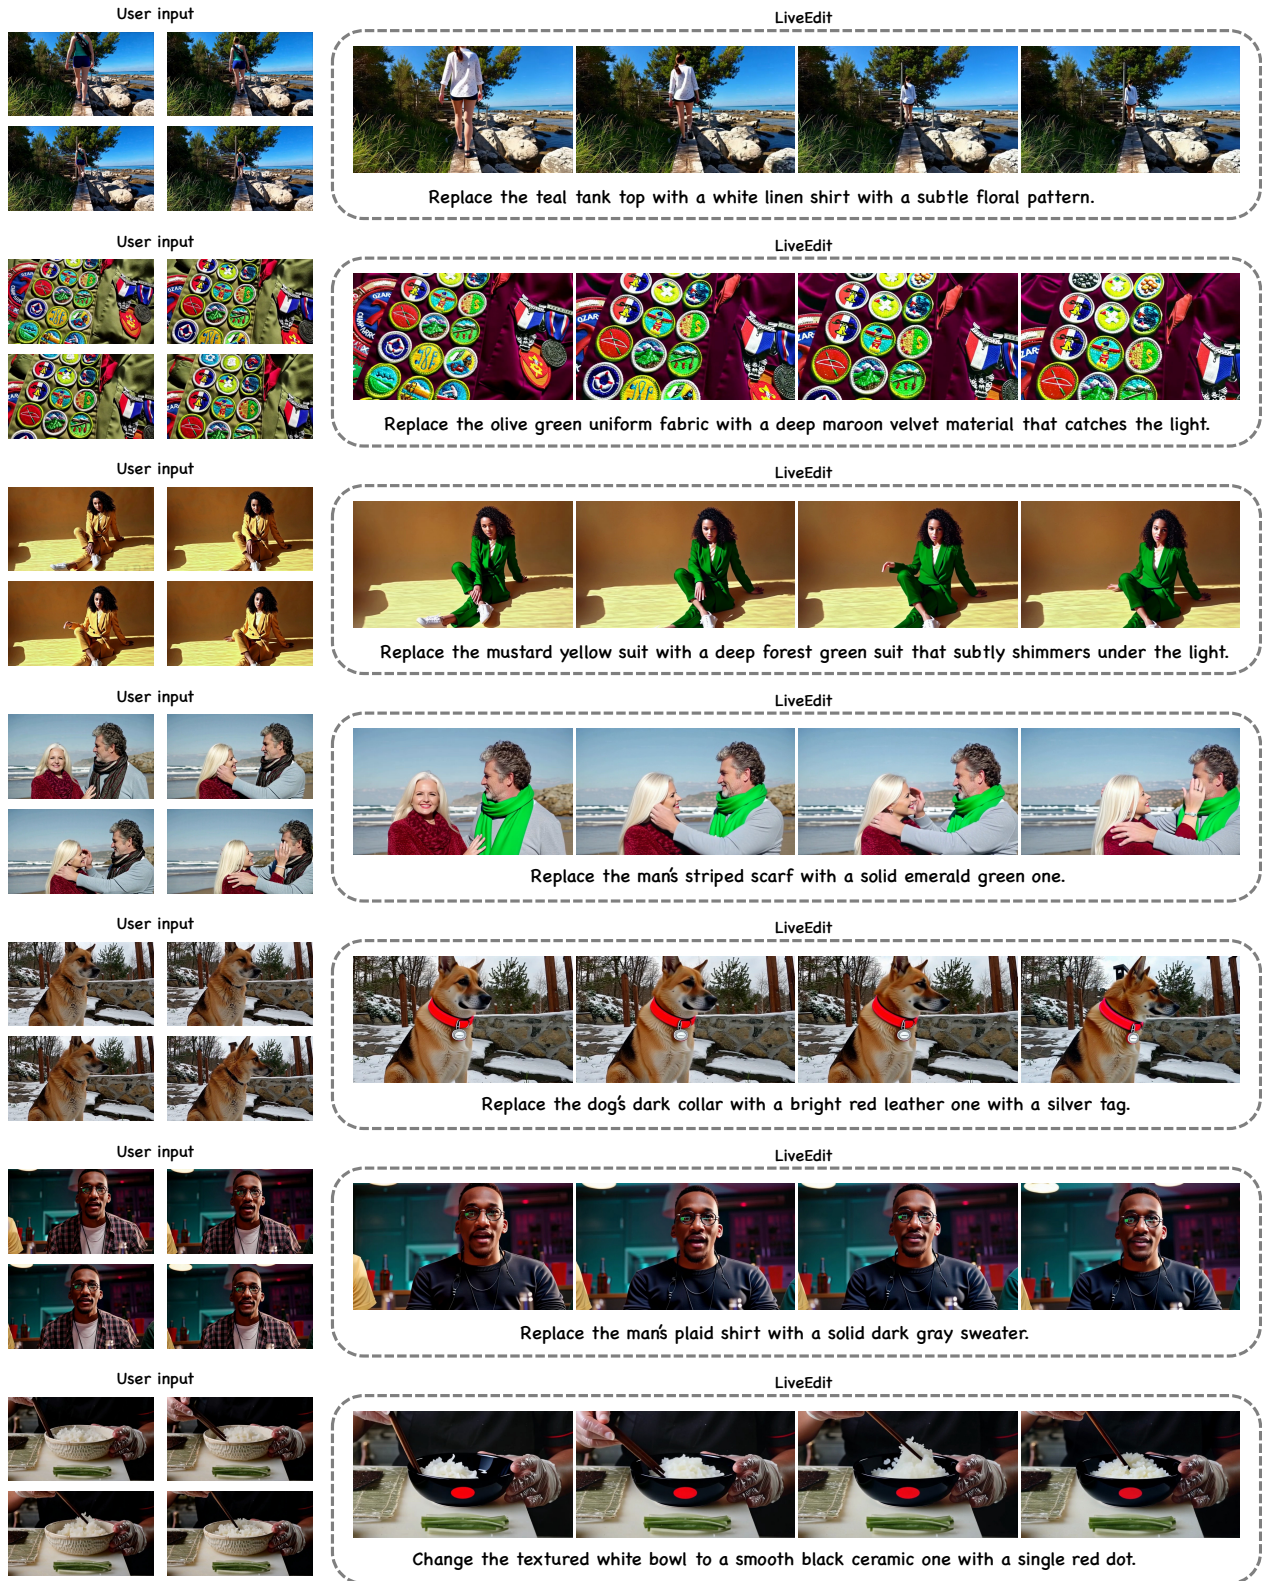 User input
LiveEdit
Replace the teal tank top with a white linen shirt with a subtle floral pattern.
User input
LiveEdit
Replace the olive green uniform fabric with a deep maroon velvet material that catches the light.
User input
LiveEdit
Replace the mustard yellow suit with a deep forest green suit that subtly shimmers under the light.
User input
LiveEdit
Replace the man's striped scarf with a solid emerald green one.
User input
LiveEdit
Replace the dog's dark collar with a bright red leather one with a silver tag.
User input
LiveEdit
Replace the man's plaid shirt with a solid dark gray sweater.
User input
LiveEdit
Change the textured white bowl to a smooth black ceramic one with a single red dot.